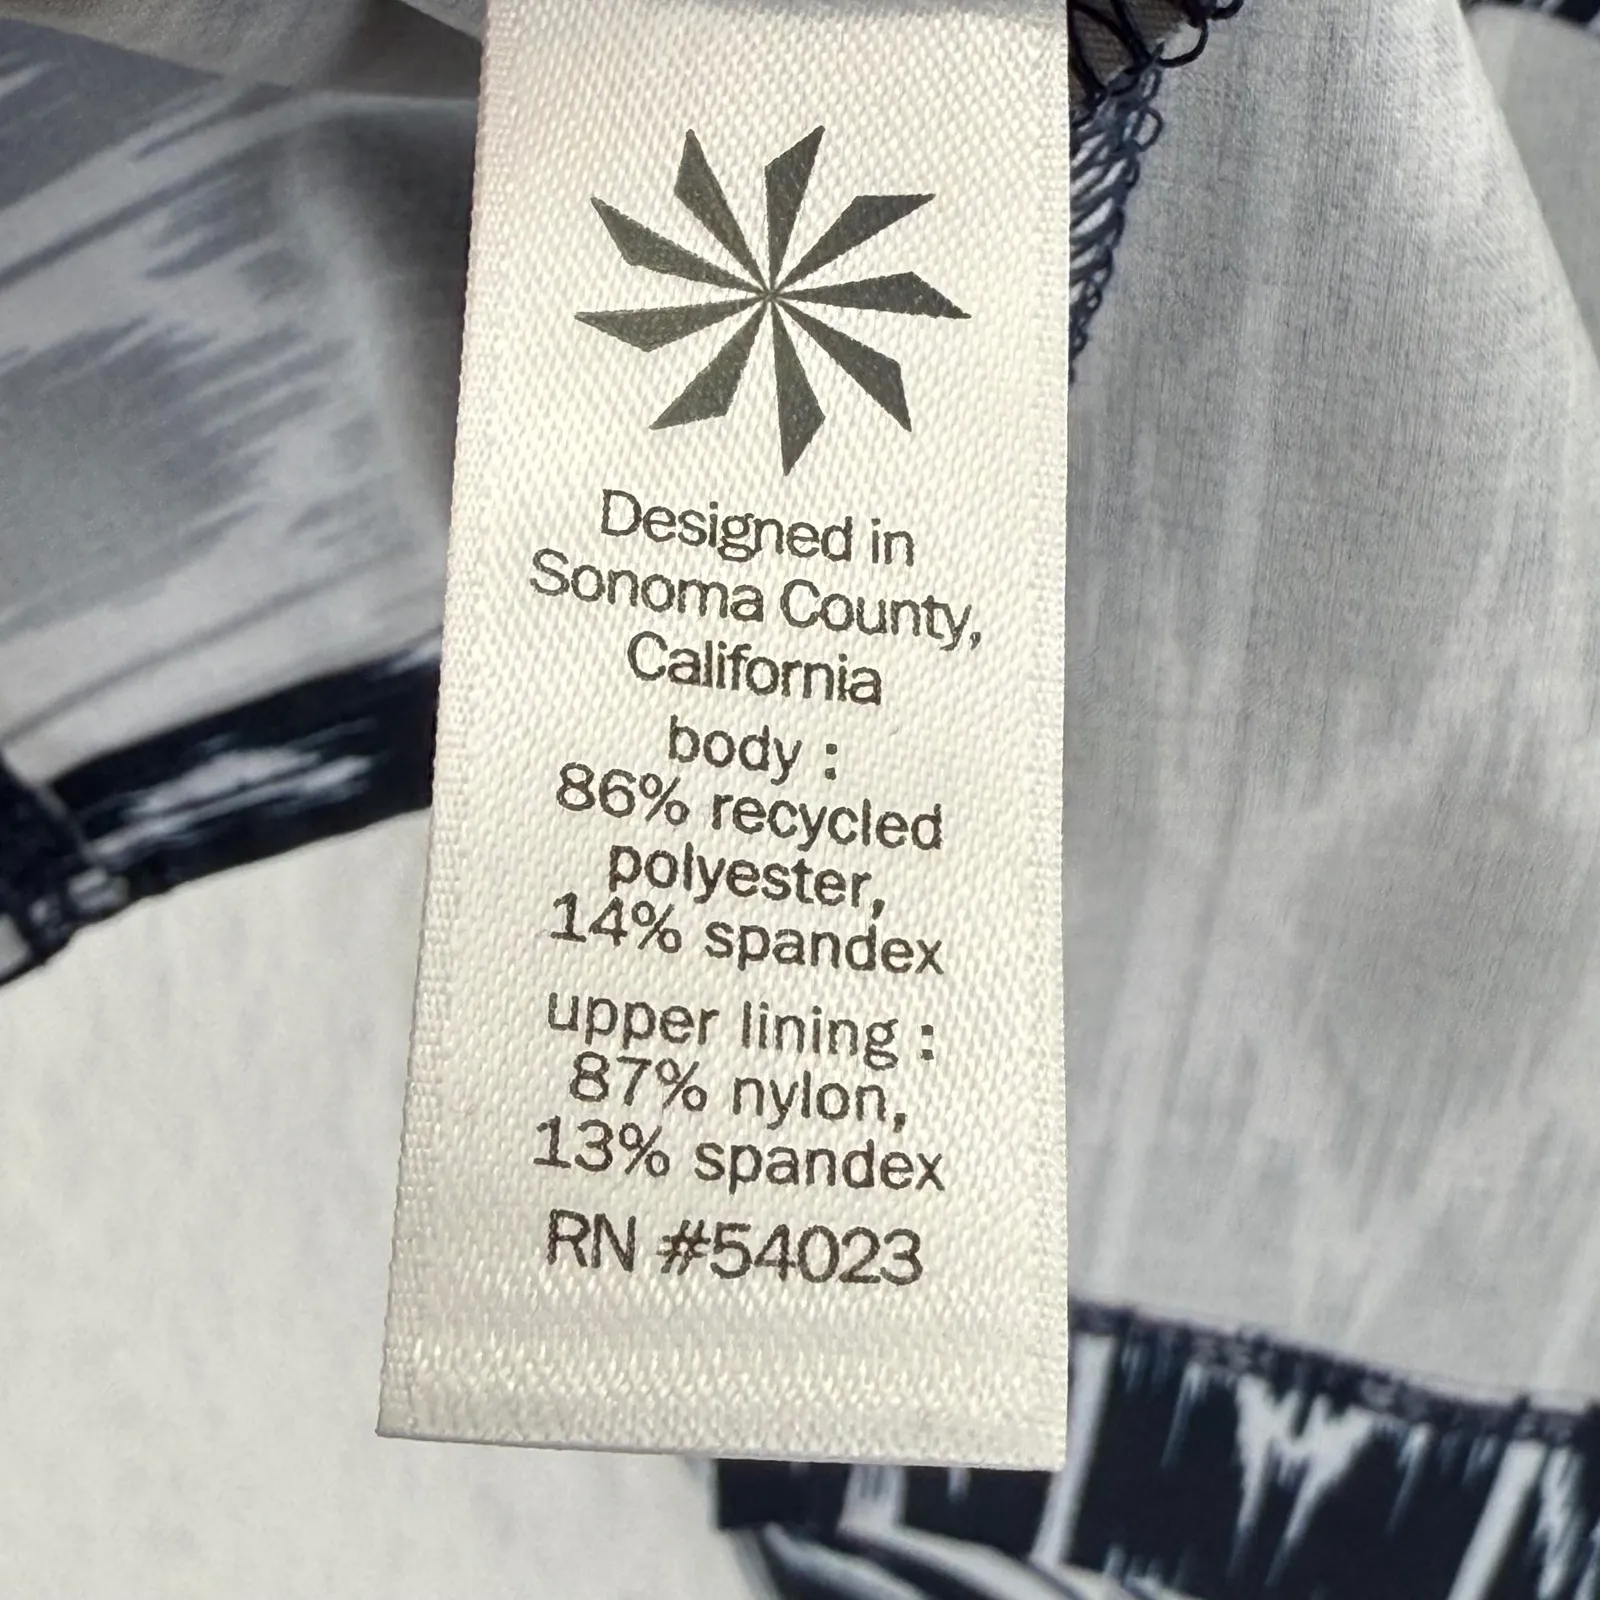 Designed in
Sonoma County,
California
body :
86% recycled
polyester,
14% spandex
upper lining :
87% nylon,
13% spandex
RN #54023